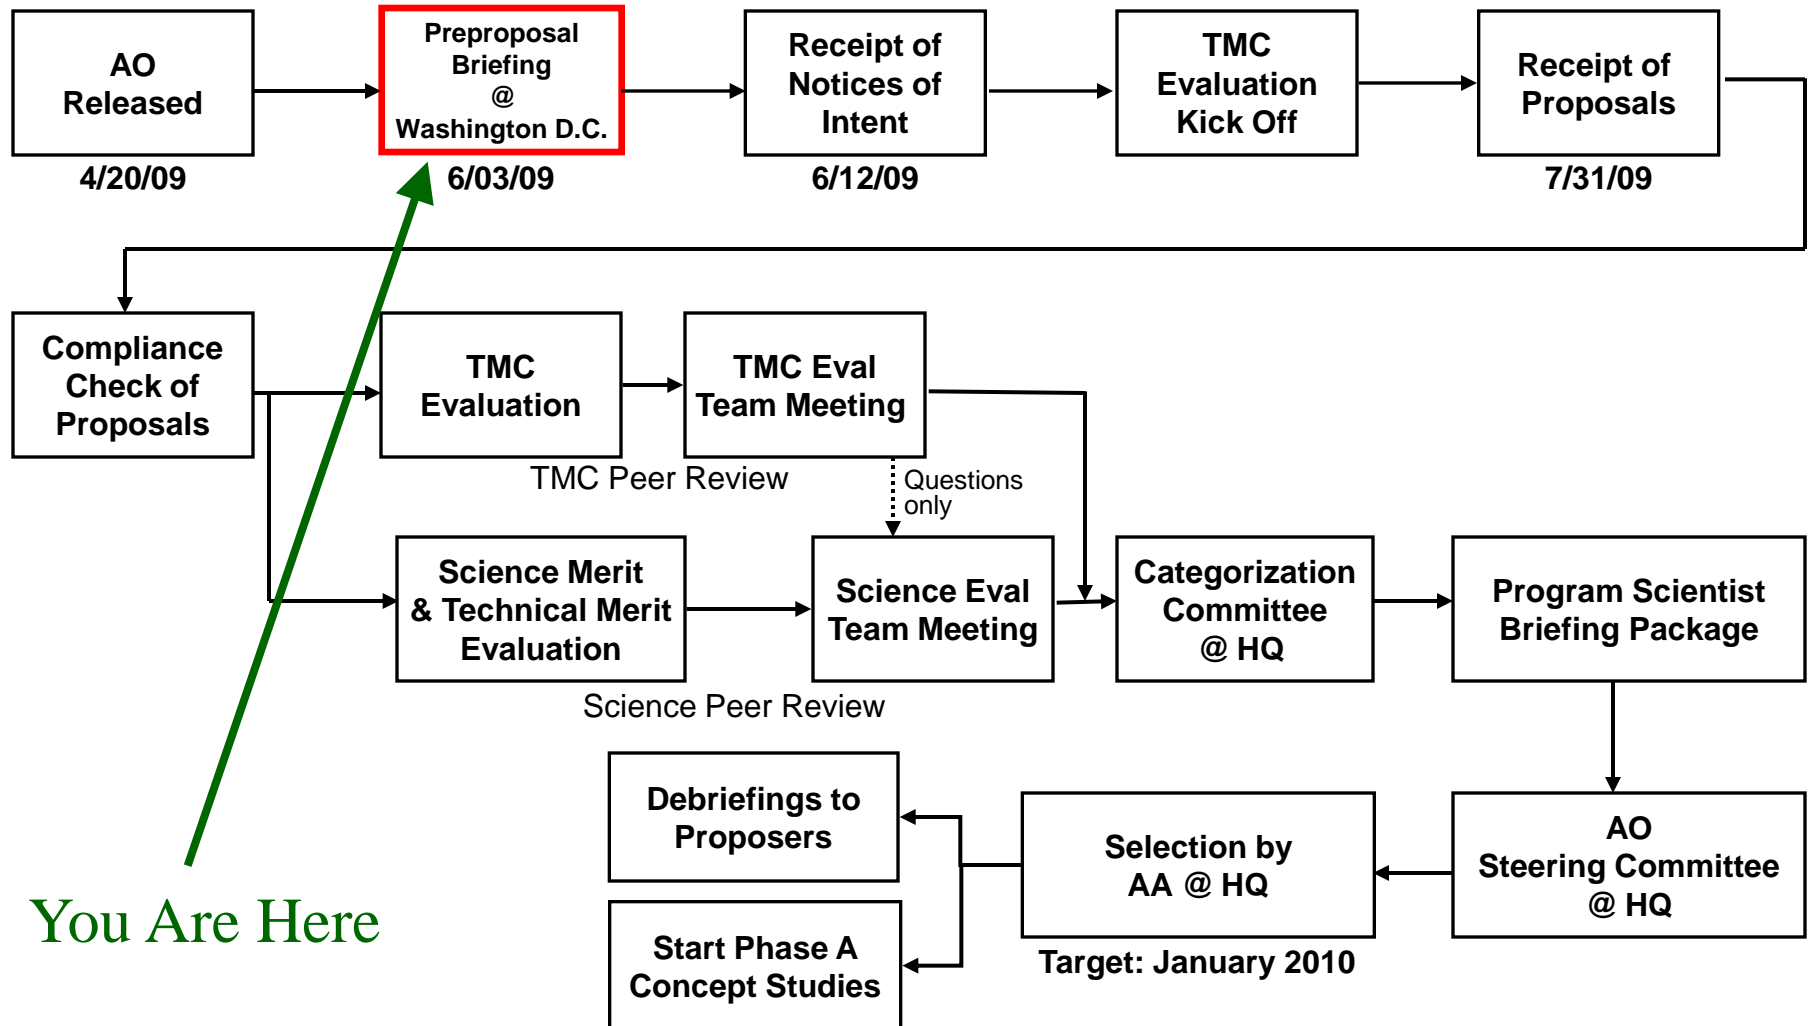 AO
Released
4/20/09
Preproposal
Briefing
@
Washington D.C.
6/03/09
Receipt of
Notices of
Intent
6/12/09
TMC
Evaluation
Kick Off
Receipt of
Proposals
7/31/09
Compliance
Check of
Proposals
TMC
Evaluation
TMC Eval
Team Meeting
TMC Peer Review
Questions
only
Science Merit
& Technical Merit
Evaluation
Science Eval
Team Meeting
Science Peer Review
Categorization
Committee
@ HQ
Program Scientist
Briefing Package
AO
Steering Committee
@ HQ
Selection by
AA @ HQ
Target: January 2010
Debriefings to
Proposers
Start Phase A
Concept Studies
You Are Here